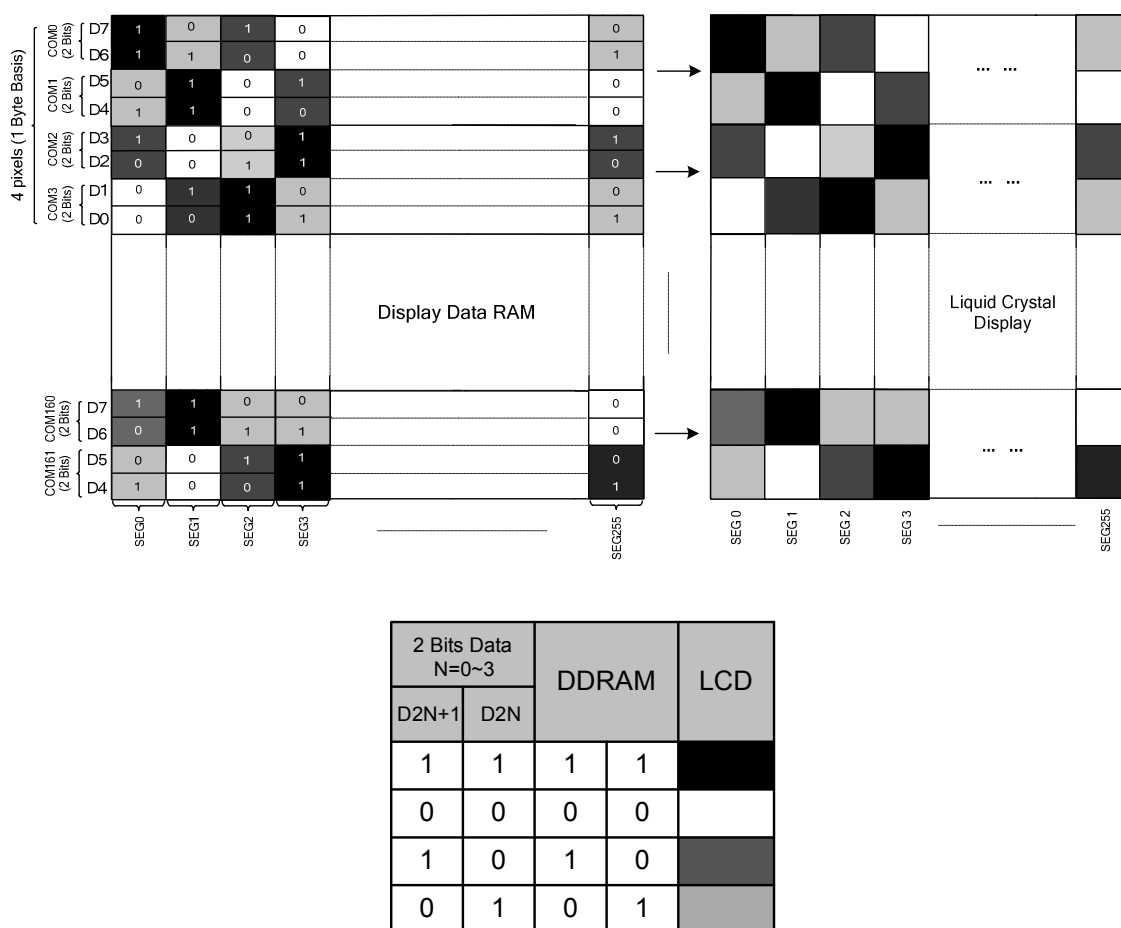 4 pixels (1 Byte Basis)
COM0 (2 Bits) D7 1 0 1 0 0
D6 1 1 0 0 1
COM1 (2 Bits) D5 0 1 0 1 0
D4 1 1 0 0 0
COM2 (2 Bits) D3 1 0 0 1 1
D2 0 0 1 1 0
COM3 (2 Bits) D1 0 1 1 0 0
D0 0 0 1 1 1
... ...
... ...
Display Data RAM
Liquid Crystal
Display
COM160 (2 Bits) D7 1 1 0 0 0
D6 0 1 1 1 0
COM161 (2 Bits) D5 0 0 1 1 0
D4 1 0 0 1 1
... ...
SEG0 SEG1 SEG2 SEG3 SEG255
SEG 0 SEG 1 SEG 2 SEG 3 SEG255
2 Bits Data
N=0~3
DDRAM LCD
D2N+1 D2N
1 1 1 1
0 0 0 0
1 0 1 0
0 1 0 1